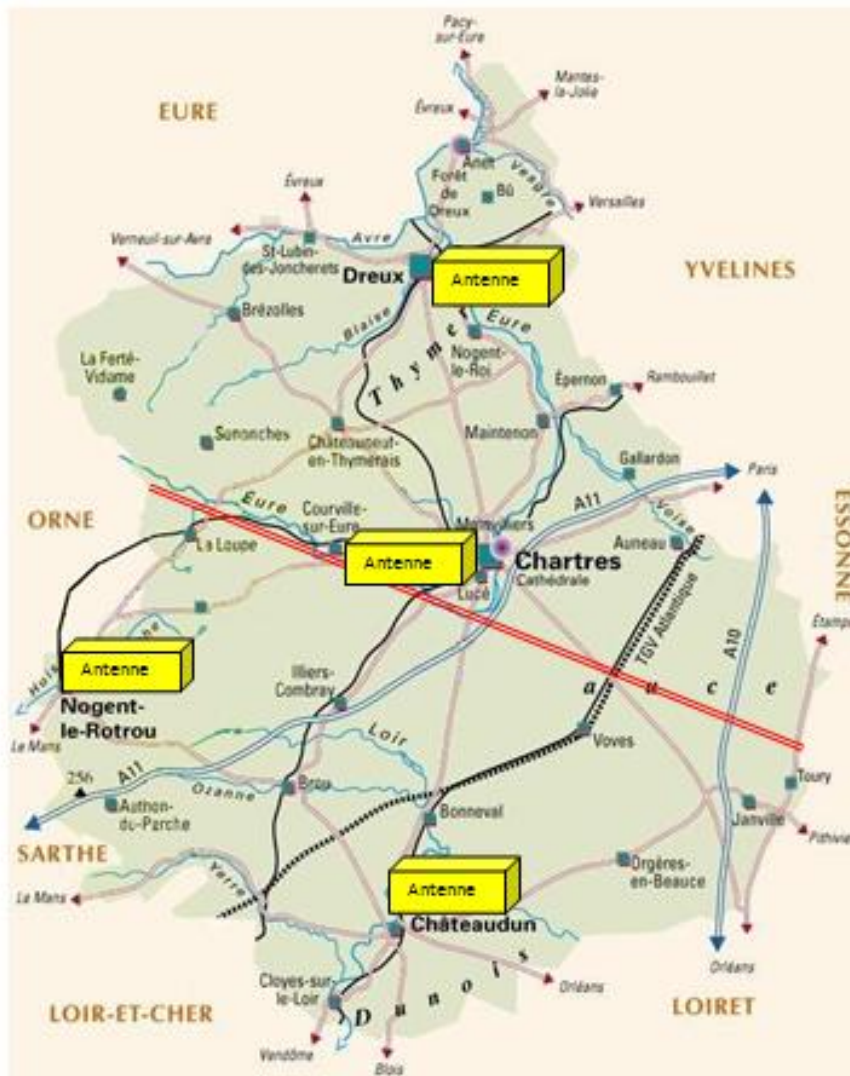 Pacy-
sur-Eure
Mantes-
la-Jolie
EURE
Évreux
Anet
Vesgre
Forêt
de
Dreux
Bû
Évreux
Versailles
Verneuil-sur-Avre
Avre
St-Lubin-
des-Joncherets
YVELINES
Dreux
Antenne
Brézolles
Blaise
Thymer
Eure
Nogent-
le-Roi
La Ferté-
Vidame
Épernon
Rambouillet
Maintenon
Senonches
Châteauneuf-
en-Thymerais
Gallardon
Paris
A11
Eure
Courville-
sur-Eure
Voise
ORNE
Mainvilliers
La Loupe
Auneau
ESSONNE
Antenne
Chartres
Cathédrale
Lucé
TGV Atlantique
A10
Étampes
Huisne
Antenne
a u c e
Nogent-
le-Rotrou
Illiers-
Combray
Le Mans
Loir
Voves
256
A11
Toury
Ozanne
Brou
Authon-
du-Perche
Bonneval
Janville
Pithiviers
SARTHE
Orgères-
en-Beauce
Antenne
Yerre
Le Mans
Châteaudun
Orléans
Cloyes-sur-
le-Loir
Dunois
Orléans
LOIR-ET-CHER
LOIRET
Vendôme
Blois